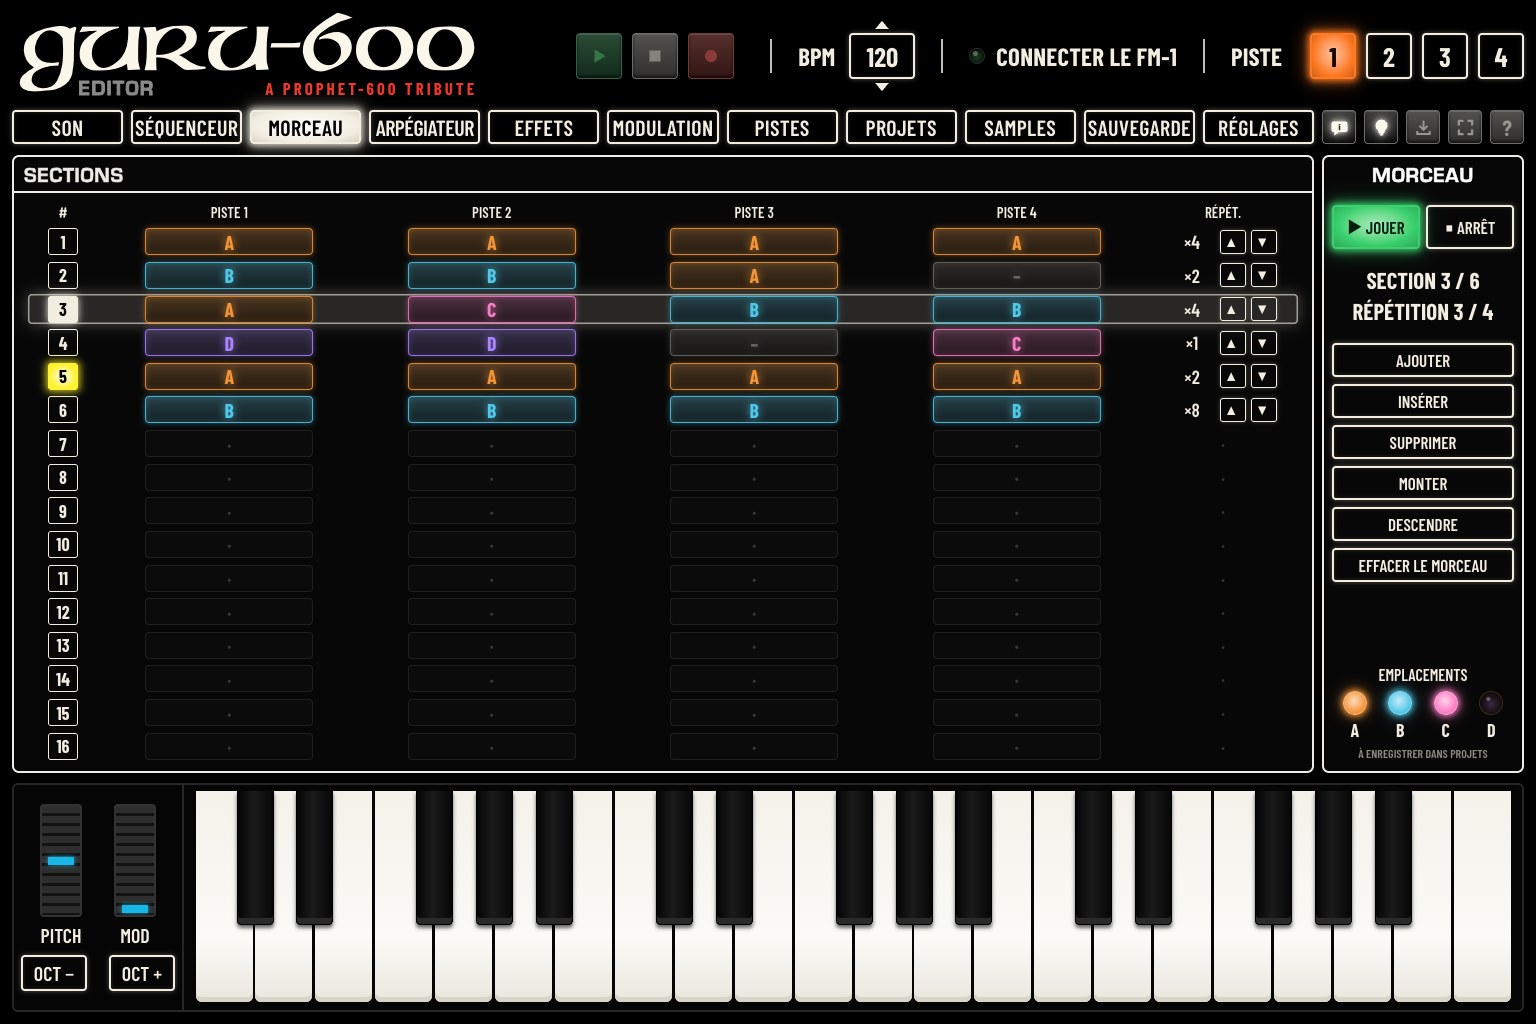 guru-600
EDITOR
A PROPHET-600 TRIBUTE
BPM 120
CONNECTER LE FM-1
PISTE 1 2 3 4
SON SÉQUENCEUR MORCEAU ARPÉGIATEUR EFFETS MODULATION PISTES PROJETS SAMPLES SAUVEGARDE RÉGLAGES ?
SECTIONS
# PISTE 1 PISTE 2 PISTE 3 PISTE 4 RÉPÉT.
1 A A A A ×4 ▲ ▼
2 B B A – ×2 ▲ ▼
3 A C B B ×4 ▲ ▼
4 D D – C ×1 ▲ ▼
5 A A A A ×2 ▲ ▼
6 B B B B ×8 ▲ ▼
7 · · · · ·
8 · · · · ·
9 · · · · ·
10 · · · · ·
11 · · · · ·
12 · · · · ·
13 · · · · ·
14 · · · · ·
15 · · · · ·
16 · · · · ·
MORCEAU
▶ JOUER ■ ARRÊT
SECTION 3 / 6
RÉPÉTITION 3 / 4
AJOUTER
INSÉRER
SUPPRIMER
MONTER
DESCENDRE
EFFACER LE MORCEAU
EMPLACEMENTS
A B C D
À ENREGISTRER DANS PROJETS
PITCH MOD
OCT – OCT +